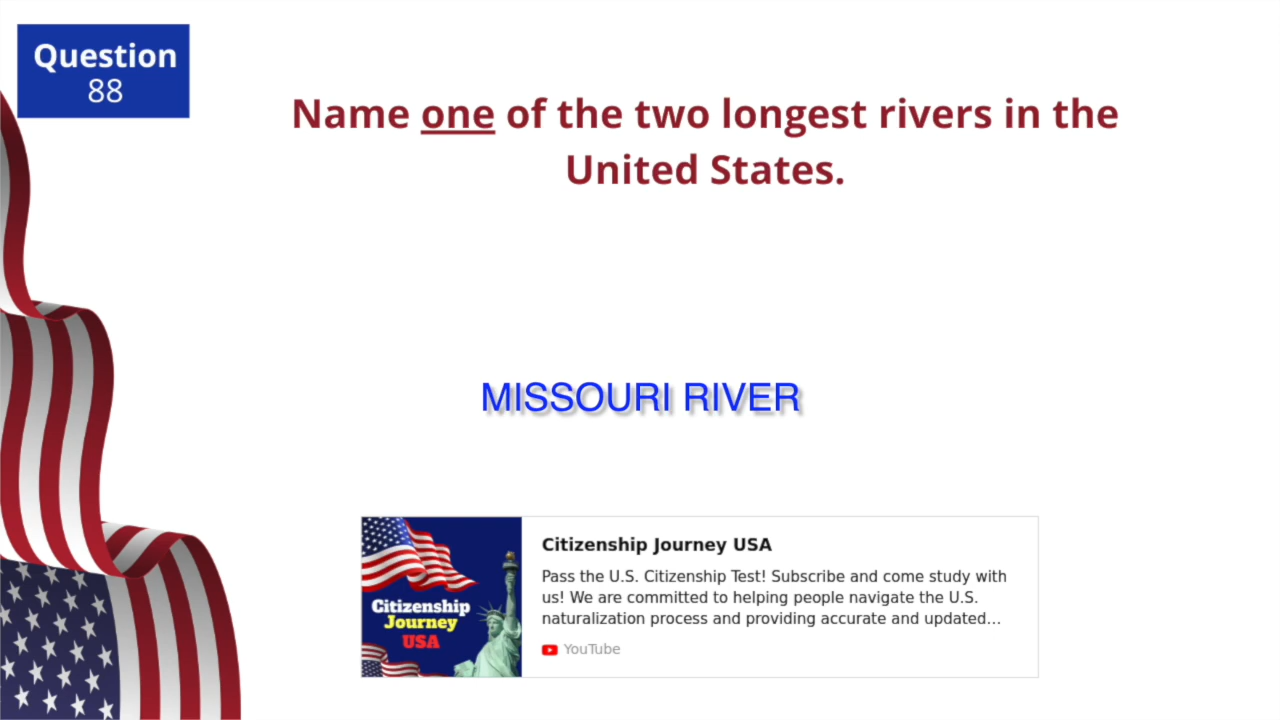 Question
88
Name one of the two longest rivers in the
United States.
MISSOURI RIVER
Citizenship
Journey
USA
Citizenship Journey USA
Pass the U.S. Citizenship Test! Subscribe and come study with
us! We are committed to helping people navigate the U.S.
naturalization process and providing accurate and updated...
YouTube